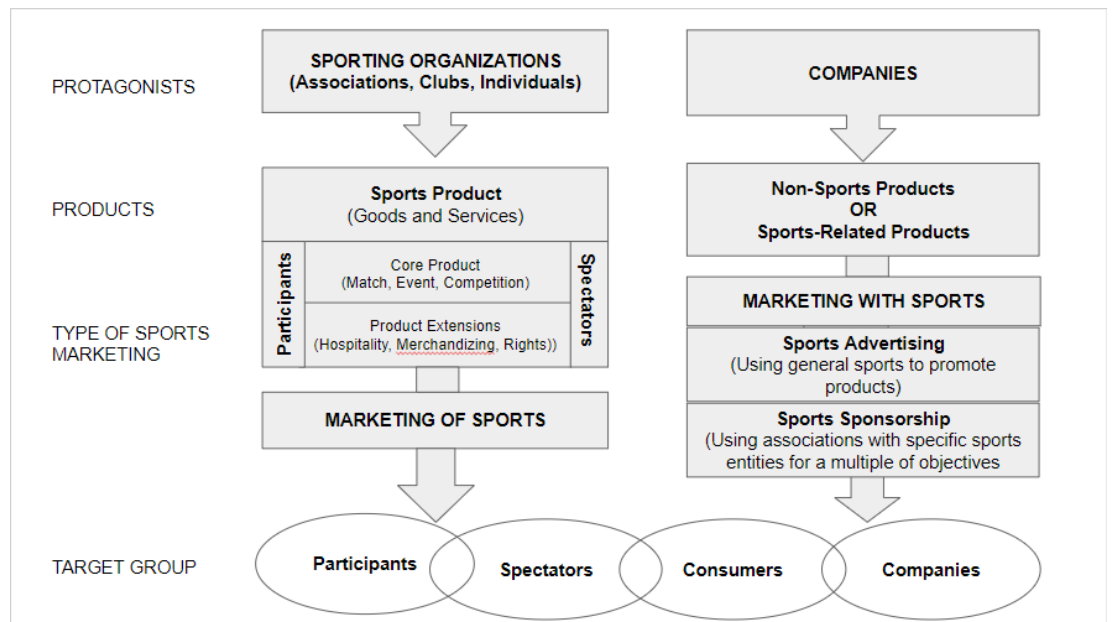 PROTAGONISTS
SPORTING ORGANIZATIONS
(Associations, Clubs, Individuals)
COMPANIES
PRODUCTS
Sports Product
(Goods and Services)
Non-Sports Products
OR
Sports-Related Products
TYPE OF SPORTS
MARKETING
Participants
Core Product
(Match, Event, Competition)
Product Extensions
(Hospitality, Merchandizing, Rights))
Spectators
MARKETING OF SPORTS
MARKETING WITH SPORTS
Sports Advertising
(Using general sports to promote
products)
Sports Sponsorship
(Using associations with specific sports
entities for a multiple of objectives
TARGET GROUP
Participants
Spectators
Consumers
Companies